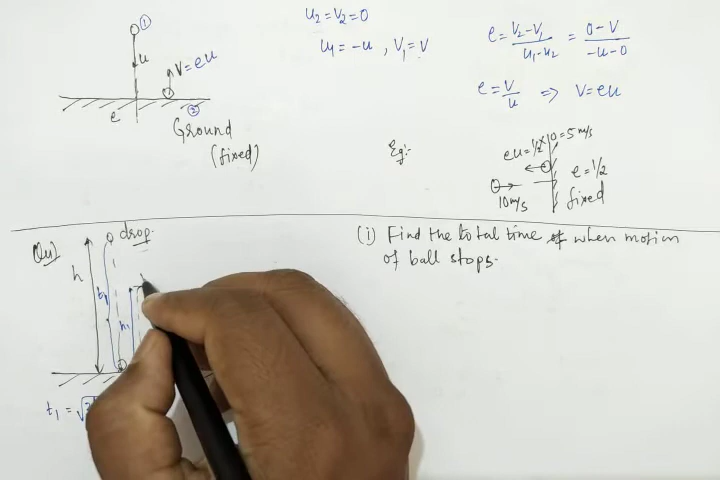 ①
u
V = eu
②
e
Ground
(fixed)
u₂ = V₂ = 0
u₁ = -u , V₁ = V
e = (V₂ - V₁)/(u₁ - u₂) = (0 - V)/(-u - 0)
e = V/u ⇒ V = eu
Eg:-
eu = 1/2 × 10 = 5 m/s
10 m/s
e = 1/2
fixed
Qu)
drop.
h
t₁
h₁
t₁ = √2
(i) Find the total time when motion
of ball stops.